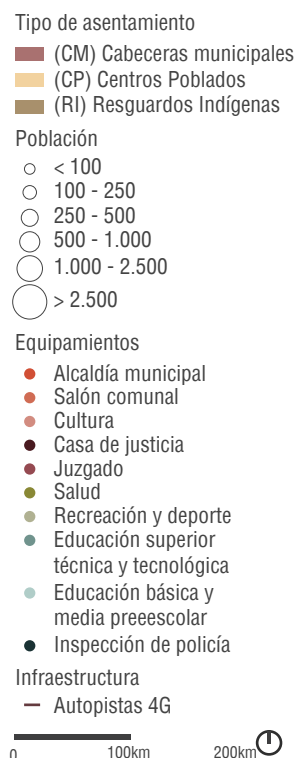 Tipo de asentamiento
(CM) Cabeceras municipales
(CP) Centros Poblados
(RI) Resguardos Indígenas
Población
< 100
100 - 250
250 - 500
500 - 1.000
1.000 - 2.500
> 2.500
Equipamientos
Alcaldía municipal
Salón comunal
Cultura
Casa de justicia
Juzgado
Salud
Recreación y deporte
Educación superior
técnica y tecnológica
Educación básica y
media preeescolar
Inspección de policía
Infraestructura
Autopistas 4G
0 100km 200km